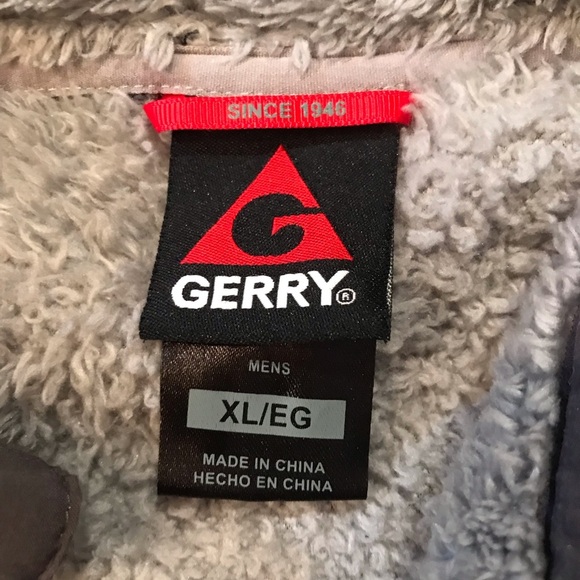 SINCE 1946
G
GERRY®
MENS
XL/EG
MADE IN CHINA
HECHO EN CHINA